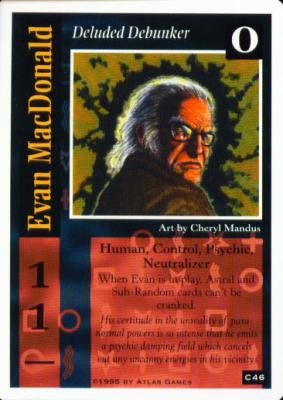 Evan MacDonald
Deluded Debunker
0
Art by Cheryl Mandus
1
1
–
Human, Control, Psychic,
Neutralizer
When Evan is in play, Astral and
Sub-Random cards can't be
cranked.
His certitude in the unreality of para-
normal powers is so intense that he emits
a psychic damping field which cancels
out any uncanny energies in his vicinity.
©1995 BY ATLAS GAMES
C46